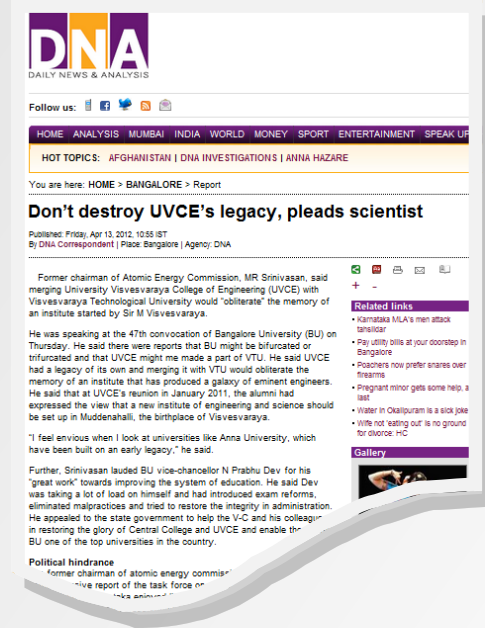 DNA
DAILY NEWS & ANALYSIS
Follow us:
HOME ANALYSIS MUMBAI INDIA WORLD MONEY SPORT ENTERTAINMENT SPEAK UP
HOT TOPICS: AFGHANISTAN | DNA INVESTIGATIONS | ANNA HAZARE
You are here: HOME > BANGALORE > Report
Don't destroy UVCE's legacy, pleads scientist
Published: Friday, Apr 13, 2012, 10:55 IST
By DNA Correspondent | Place: Bangalore | Agency: DNA
Former chairman of Atomic Energy Commission, MR Srinivasan, said
merging University Visvesvaraya College of Engineering (UVCE) with
Visvesvaraya Technological University would "obliterate" the memory of
an institute started by Sir M Visvesvaraya.
He was speaking at the 47th convocation of Bangalore University (BU) on
Thursday. He said there were reports that BU might be bifurcated or
trifurcated and that UVCE might me made a part of VTU. He said UVCE
had a legacy of its own and merging it with VTU would obliterate the
memory of an institute that has produced a galaxy of eminent engineers.
He said that at UVCE's reunion in January 2011, the alumni had
expressed the view that a new institute of engineering and science should
be set up in Muddenahalli, the birthplace of Visvesvaraya.
"I feel envious when I look at universities like Anna University, which
have been built on an early legacy," he said.
Further, Srinivasan lauded BU vice-chancellor N Prabhu Dev for his
"great work" towards improving the system of education. He said Dev
was taking a lot of load on himself and had introduced exam reforms,
eliminated malpractices and tried to restore the integrity in administration.
He appealed to the state government to help the V-C and his colleagu
in restoring the glory of Central College and UVCE and enable the
BU one of the top universities in the country.
Political hindrance
former chairman of atomic energy commiss
ive report of the task force on
taka enjoyed
+ -
Related links
• Karnataka MLA's men attack
tahsildar
• Pay utility bills at your doorstep in
Bangalore
• Poachers now prefer snares over
firearms
• Pregnant minor gets some help, a
last
• Water in Okalipuram is a sick joke
• Wife not 'eating out' is no ground
for divorce: HC
Gallery